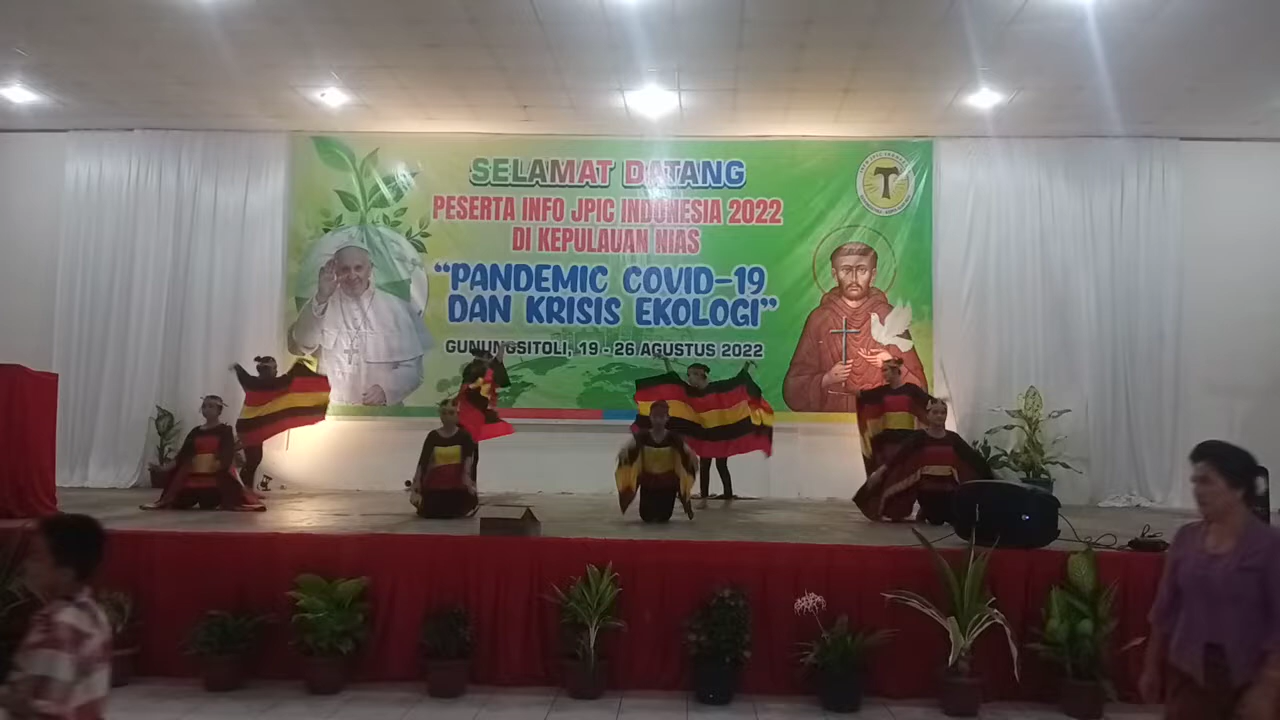 SELAMAT DATANG
PESERTA INFO JPIC INDONESIA 2022
DI KEPULAUAN NIAS
"PANDEMIC COVID-19
DAN KRISIS EKOLOGI"
GUNUNGSITOLI, 19 - 26 AGUSTUS 2022